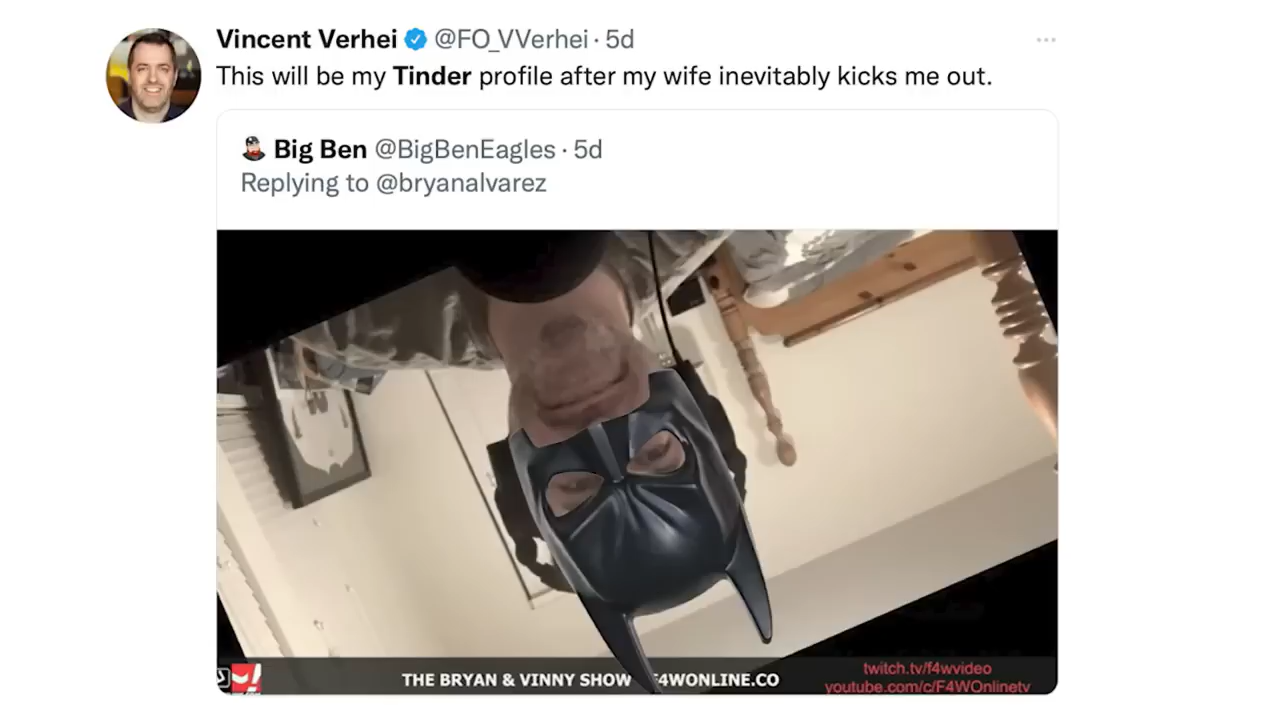 Vincent Verhei @FO_VVerhei · 5d
This will be my Tinder profile after my wife inevitably kicks me out.
Big Ben @BigBenEagles · 5d
Replying to @bryanalvarez
THE BRYAN & VINNY SHOW F4WONLINE.CO
twitch.tv/f4wvideo
youtube.com/c/F4WOnlinetv